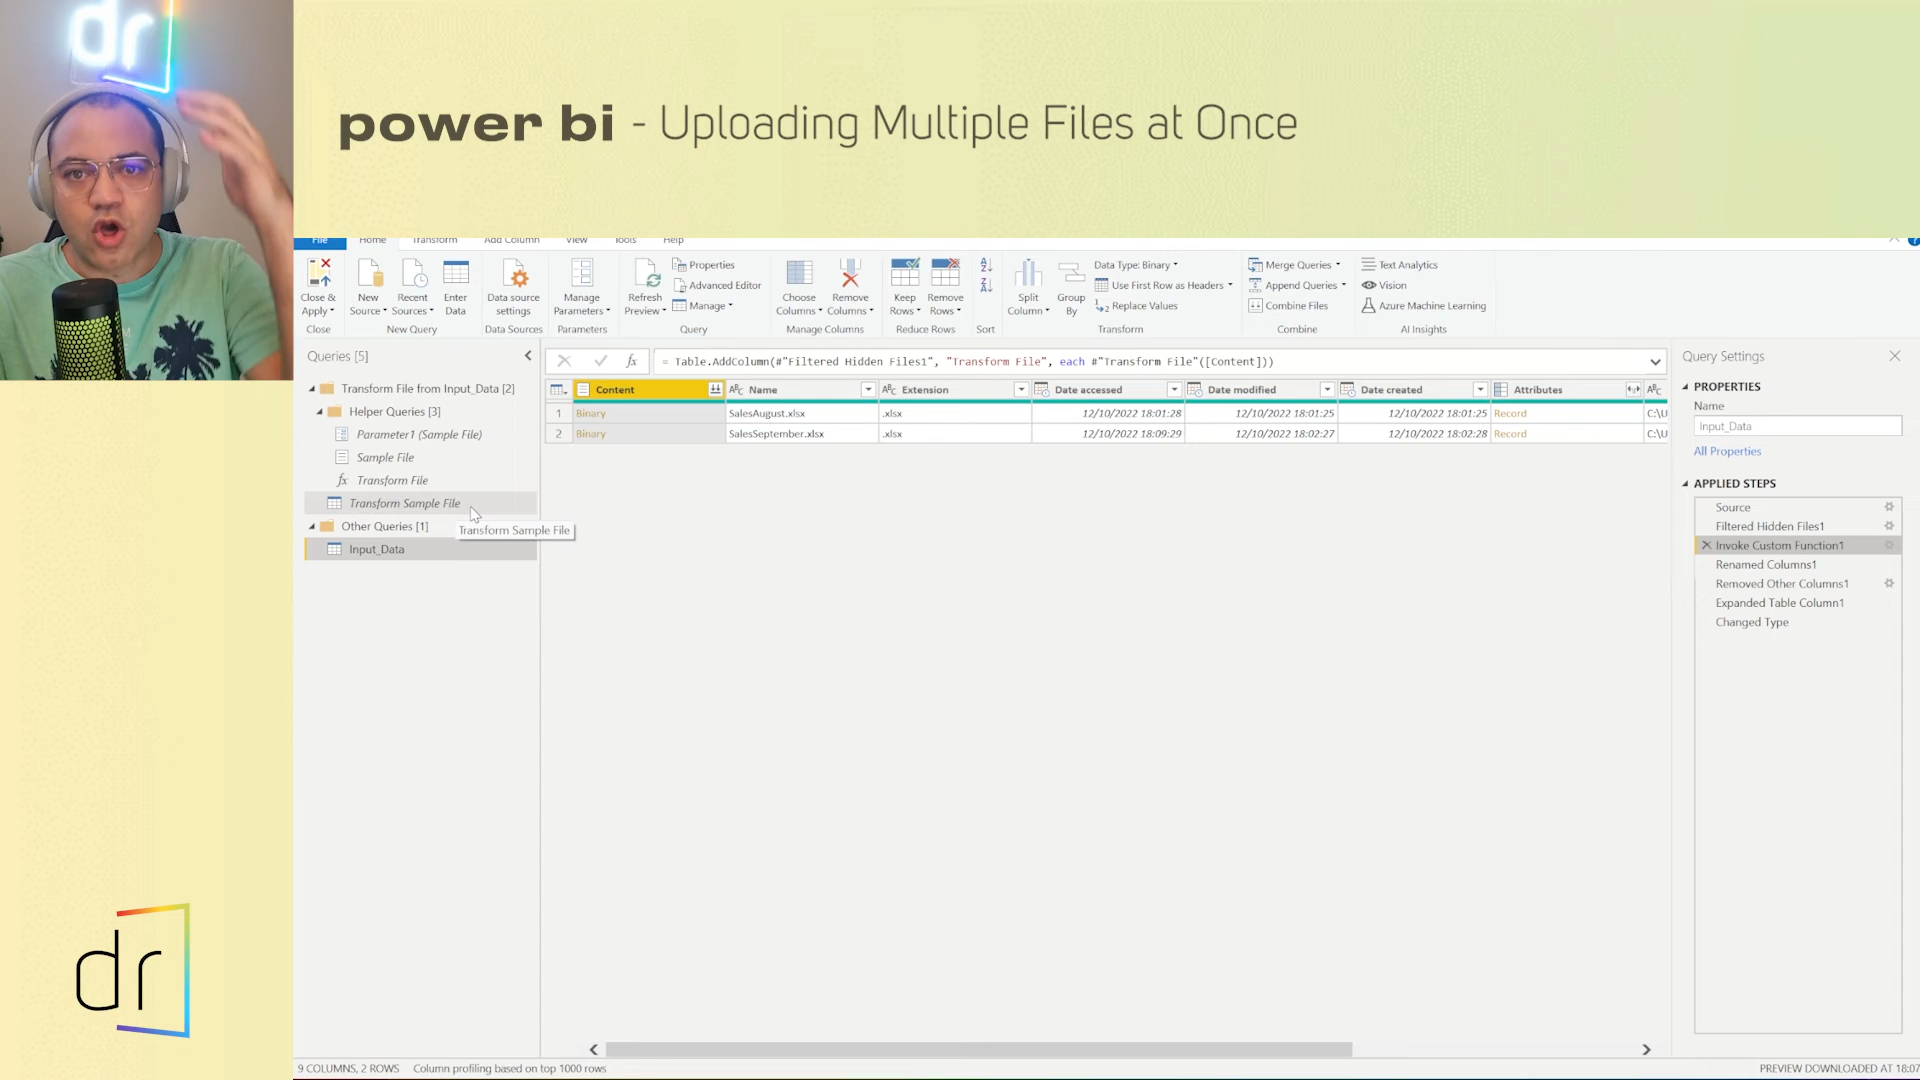 dr
power bi - Uploading Multiple Files at Once
File Home Transform Add Column View Tools Help
Close & Apply
New Source
Recent Sources
Enter Data
Data source settings
Manage Parameters
Refresh Preview
Properties
Advanced Editor
Manage
Choose Columns
Remove Columns
Keep Rows
Remove Rows
Split Column
Group By
Data Type: Binary
Use First Row as Headers
Replace Values
Merge Queries
Append Queries
Combine Files
Text Analytics
Vision
Azure Machine Learning
Close New Query Data Sources Parameters Query Manage Columns Reduce Rows Sort Transform Combine AI Insights
Queries [5]
Transform File from Input_Data [2]
Helper Queries [3]
Parameter1 (Sample File)
Sample File
fx Transform File
Transform Sample File
Other Queries [1]
Transform Sample File
Input_Data
fx = Table.AddColumn(#"Filtered Hidden Files1", "Transform File", each #"Transform File"([Content]))
Content Name Extension Date accessed Date modified Date created Attributes
1 Binary SalesAugust.xlsx .xlsx 12/10/2022 18:01:28 12/10/2022 18:01:25 12/10/2022 18:01:25 Record C:\U
2 Binary SalesSeptember.xlsx .xlsx 12/10/2022 18:09:29 12/10/2022 18:02:27 12/10/2022 18:02:28 Record C:\U
Query Settings
PROPERTIES
Name
Input_Data
All Properties
APPLIED STEPS
Source
Filtered Hidden Files1
Invoke Custom Function1
Renamed Columns1
Removed Other Columns1
Expanded Table Column1
Changed Type
dr
9 COLUMNS, 2 ROWS Column profiling based on top 1000 rows
PREVIEW DOWNLOADED AT 18:07